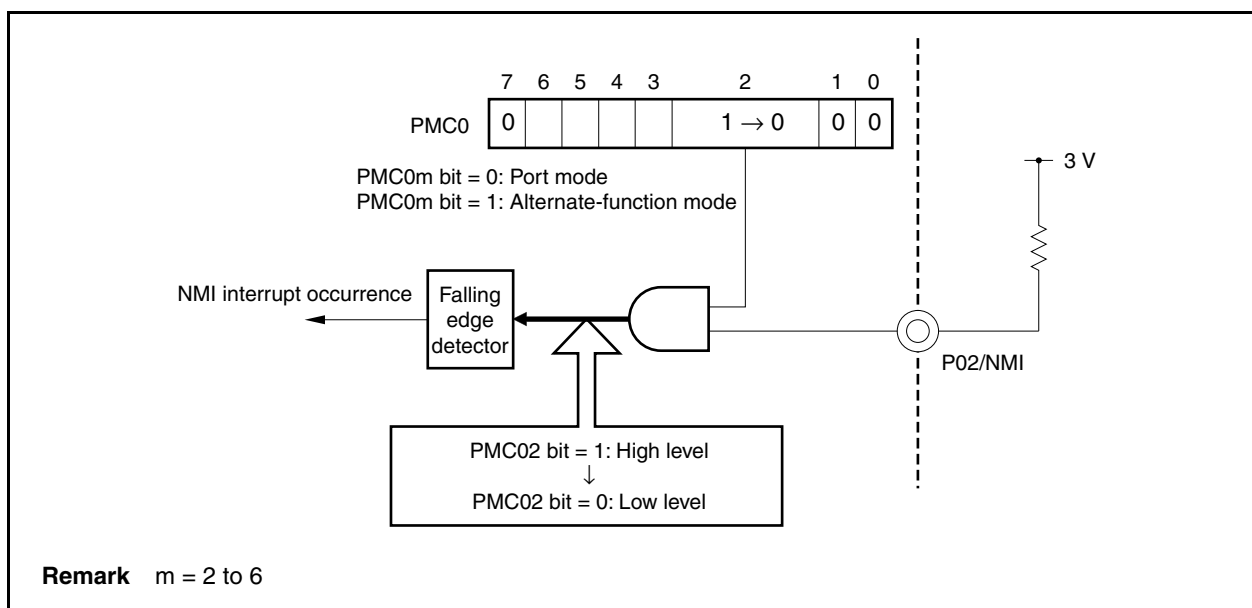 7 6 5 4 3 2 1 0
PMC0 0 1 → 0 0 0
PMC0m bit = 0: Port mode
PMC0m bit = 1: Alternate-function mode
3 V
NMI interrupt occurrence
Falling
edge
detector
P02/NMI
PMC02 bit = 1: High level
↓
PMC02 bit = 0: Low level
Remark m = 2 to 6